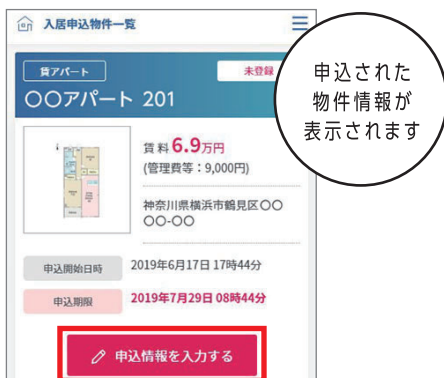 入居申込物件一覧
賃アパート
未登録
〇〇アパート 201
賃料6.9万円
(管理費等：9,000円)
神奈川県横浜市鶴見区〇〇
〇〇-〇〇
申込開始日時 2019年6月17日 17時44分
申込期限 2019年7月29日 08時44分
申込情報を入力する
申込された
物件情報が
表示されます